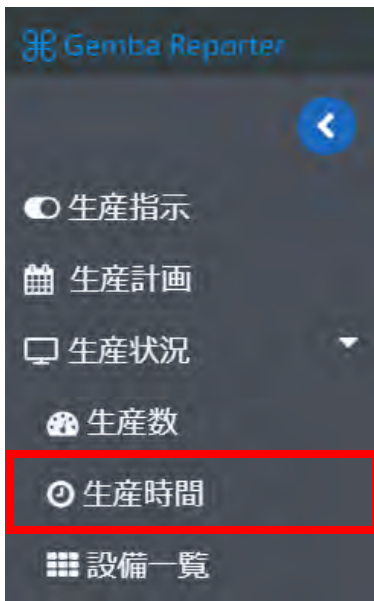 ⌘ Gemba Reporter
生産指示
生産計画
生産状況
生産数
生産時間
設備一覧